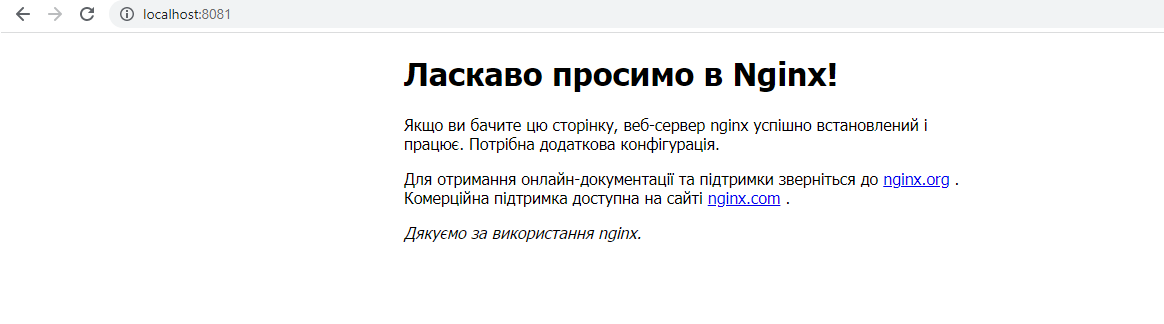 localhost:8081
Ласкаво просимо в Nginx!
Якщо ви бачите цю сторінку, веб-сервер nginx успішно встановлений і
працює. Потрібна додаткова конфігурація.
Для отримання онлайн-документації та підтримки зверніться до nginx.org .
Комерційна підтримка доступна на сайті nginx.com .
Дякуємо за використання nginx.